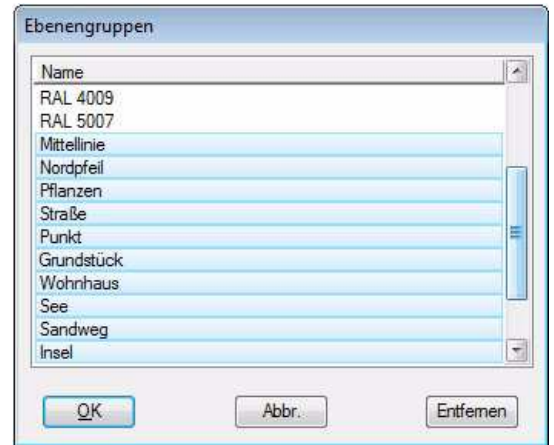 Ebenengruppen
Name
RAL 4009
RAL 5007
Mittellinie
Nordpfeil
Pflanzen
Straße
Punkt
Grundstück
Wohnhaus
See
Sandweg
Insel
OK Abbr. Entfernen